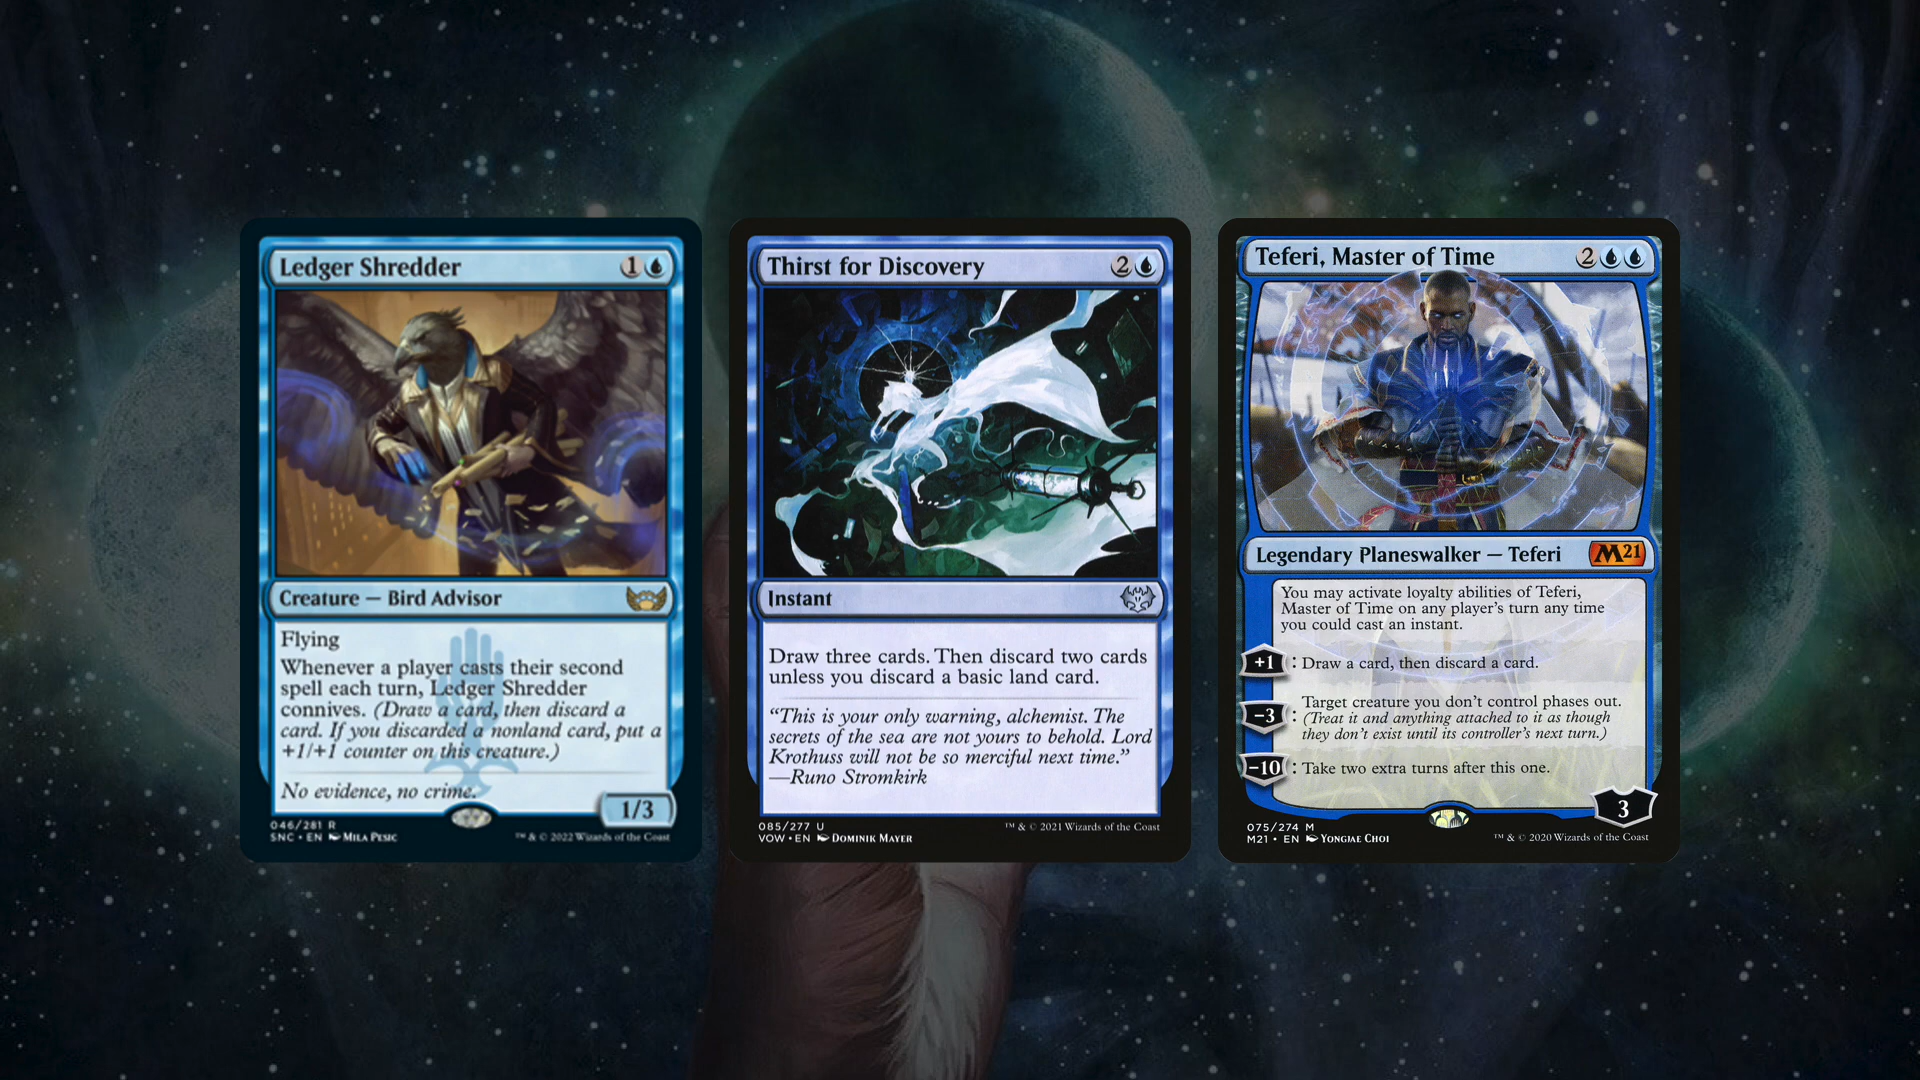 Ledger Shredder 1
Creature — Bird Advisor
Flying
Whenever a player casts their second
spell each turn, Ledger Shredder
connives. (Draw a card, then discard a
card. If you discarded a nonland card, put a
+1/+1 counter on this creature.)
No evidence, no crime.
1/3
046/281 R
SNC • EN MILA PESIC
™ & © 2022 Wizards of the Coast
Thirst for Discovery 2
Instant
Draw three cards. Then discard two cards
unless you discard a basic land card.
“This is your only warning, alchemist. The
secrets of the sea are not yours to behold. Lord
Krothuss will not be so merciful next time.”
—Runo Stromkirk
085/277 U
VOW • EN DOMINIK MAYER
™ & © 2021 Wizards of the Coast
Teferi, Master of Time 2
Legendary Planeswalker — Teferi M21
You may activate loyalty abilities of Teferi,
Master of Time on any player’s turn any time
you could cast an instant.
+1 : Draw a card, then discard a card.
−3 : Target creature you don’t control phases out.
(Treat it and anything attached to it as though
they don’t exist until its controller’s next turn.)
−10 : Take two extra turns after this one.
3
075/274 M
M21 • EN YONGJAE CHOI
™ & © 2020 Wizards of the Coast